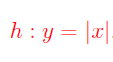 h : y = |x|.